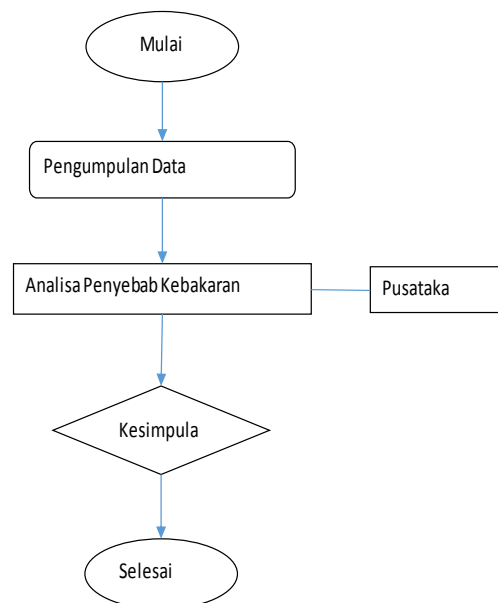 Mulai
Pengumpulan Data
Analisa Penyebab Kebakaran
Pusataka
Kesimpula
Selesai